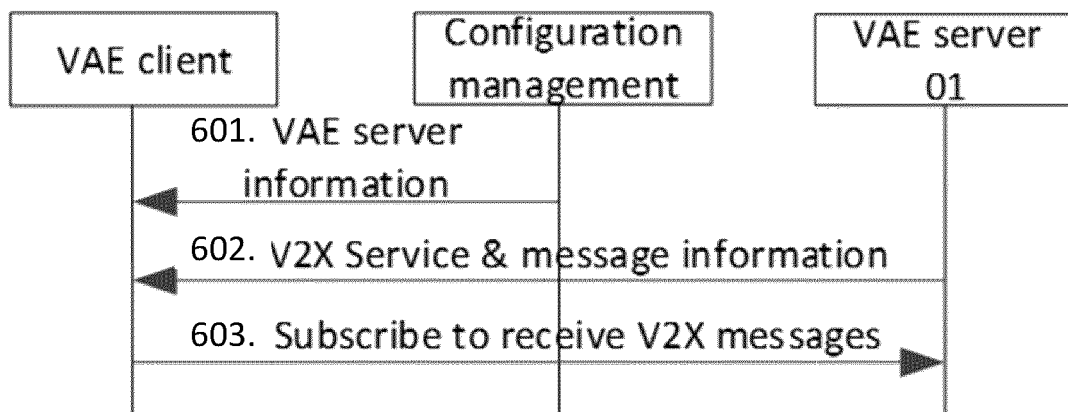 VAE client
Configuration
management
VAE server
01
601. VAE server
information
602. V2X Service & message information
603. Subscribe to receive V2X messages